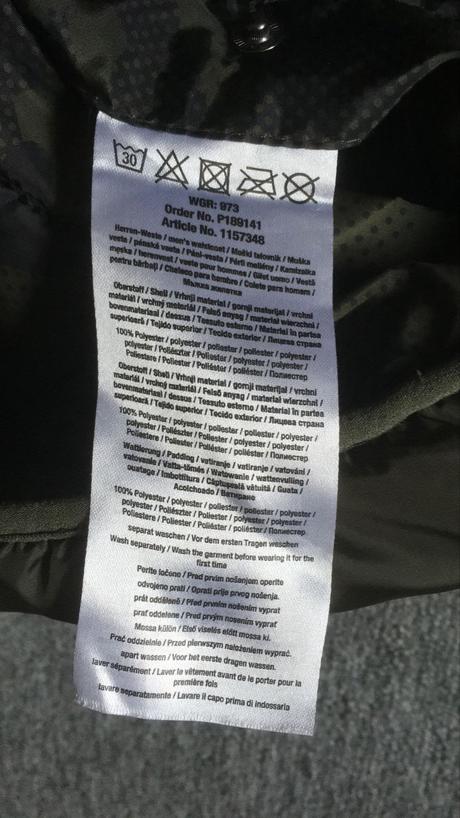 30
WGR: 973
Order No. P189141
Article No. 1157348
Herren-Weste / men's waistcoat / Moški telovnik / Muška
veste / pánské vesta / Páni-vesta / Férfi mellény / Kamizelka
męska / herenvest / veste pour hommes / Gilet uomo / Vestă
pentru bărbaţi / Chaleco para hombre / Colete para homem /
Мъжка жилетка
Oberstoff / Shell / Vrhnji material / gornji materijal / vrchní
materiál / vrchný materiál / Felső anyag / materiał wierzchni /
bovenmateriaal / dessus / Tessuto esterno / Material în partea
superioară / Tejido superior / Tecido exterior / Лицева страна
100% Polyester / polyester / poliester / poliester / polyester /
polyester / Poliészter / Poliester / polyester / polyester /
Poliestere / Poliester / Poliéster / poliéster / Полиестер
Oberstoff / Shell / Vrhnji material / gornji materijal / vrchní
materiál / vrchný materiál / Felső anyag / materiał wierzchni /
bovenmateriaal / dessus / Tessuto esterno / Material în partea
superioară / Tejido superior / Tecido exterior / Лицева страна
100% Polyester / polyester / poliester / poliester / polyester /
polyester / Poliészter / Poliester / polyester / polyester /
Poliestere / Poliester / Poliéster / poliéster / Полиестер
Wattierung / Padding / vatiranje / vatiranje / vatování /
vatovanie / Vatta-tömés / Watowanie / wattenvulling /
ouatage / Imbottitura / Căptuşeală vătuită / Guata /
Acolchoado / Ватиране
100% Polyester / polyester / poliester / poliester / polyester /
polyester / Poliészter / Poliester / polyester / polyester /
Poliestere / Poliester / Poliéster / poliéster / Полиестер
separat waschen / Vor dem ersten Tragen waschen
Wash separately / Wash the garment before wearing it for the
first time
Perite ločeno / Pred prvim nošenjem operite
odvojeno prati / Oprati prije prvog nošenja.
prát odděleně / Před prvním nošením vyprat
prať oddelene / Pred prvým nosením vyprať
Mossa külön / Első viselés előtt mossa ki.
Prać oddzielnie / Przed pierwszym nałożeniem wyprać.
apart wassen / Voor het eerste dragen wassen.
laver séparément / Laver le vêtement avant de le porter pour la
première fois
lavare separatamente / Lavare il capo prima di indossarlo